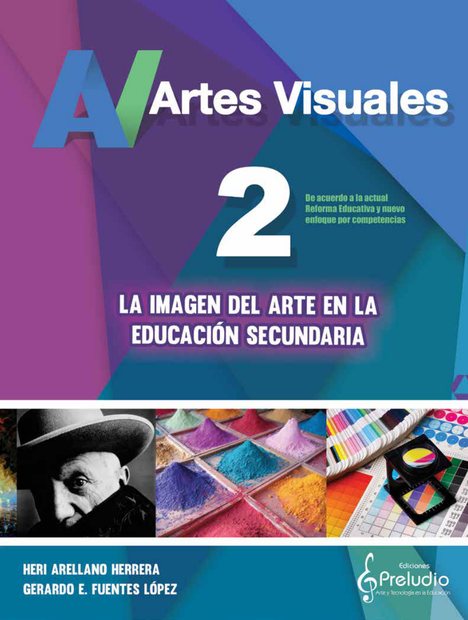 AV Artes Visuales
2
De acuerdo a la actual
Reforma Educativa y nuevo
enfoque por competencias
LA IMAGEN DEL ARTE EN LA
EDUCACIÓN SECUNDARIA
HERI ARELLANO HERRERA
GERARDO E. FUENTES LÓPEZ
Ediciones
Preludio
Arte y Tecnología en la Educación